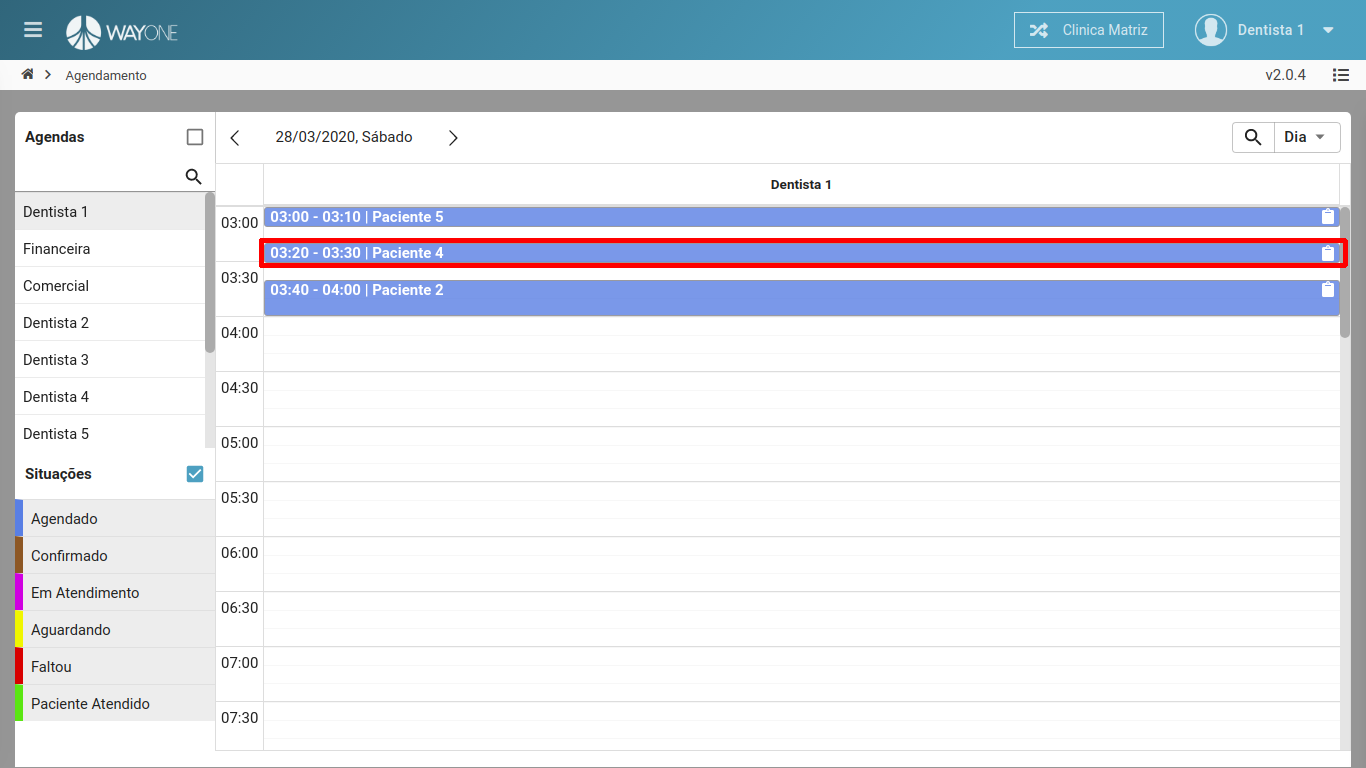 WAYONE
Clinica Matriz
Dentista 1
Agendamento
v2.0.4
Agendas
28/03/2020, Sábado
Dia
Dentista 1
Financeira
Comercial
Dentista 2
Dentista 3
Dentista 4
Dentista 5
Situações
Agendado
Confirmado
Em Atendimento
Aguardando
Faltou
Paciente Atendido
Dentista 1
03:00
03:00 - 03:10 | Paciente 5
03:20 - 03:30 | Paciente 4
03:30
03:40 - 04:00 | Paciente 2
04:00
04:30
05:00
05:30
06:00
06:30
07:00
07:30